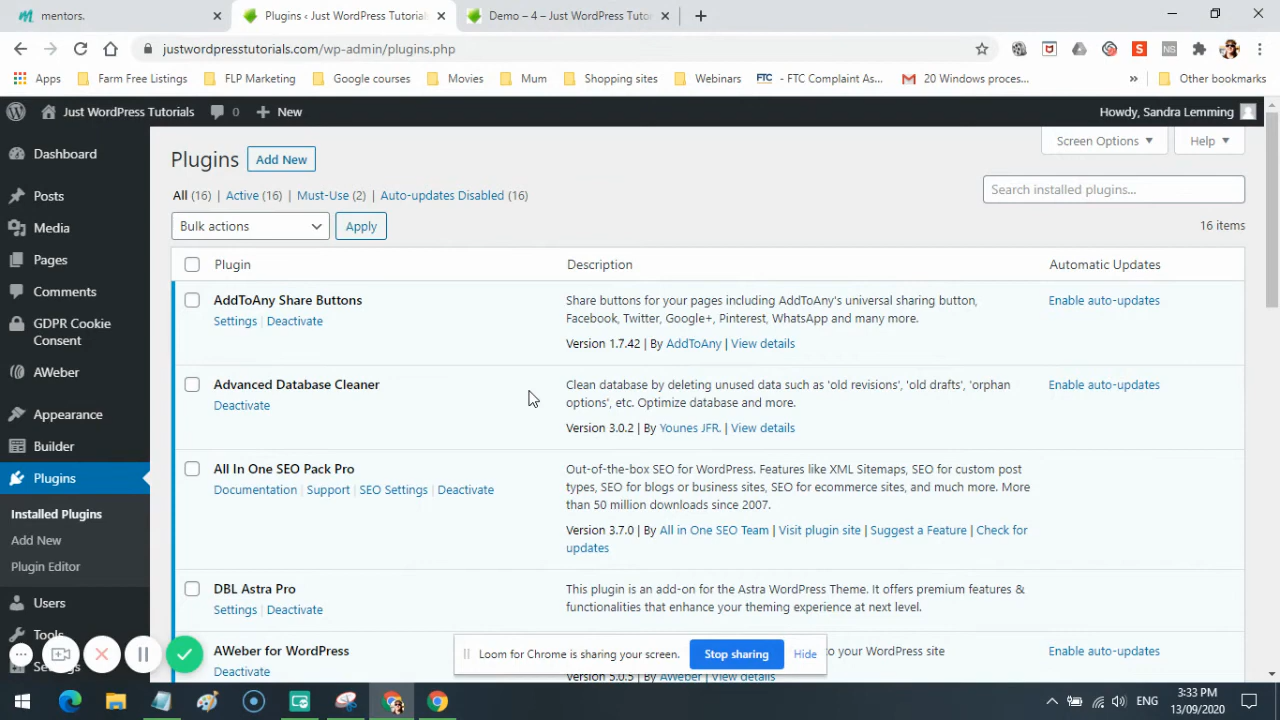 mentors.
Plugins ‹ Just WordPress Tutorial
Demo – 4 – Just WordPress Tutor
justwordpresstutorials.com/wp-admin/plugins.php
Apps
Farm Free Listings
FLP Marketing
Google courses
Movies
Mum
Shopping sites
Webinars
FTC - FTC Complaint As...
20 Windows proces...
»
Other bookmarks
Just WordPress Tutorials
0
New
Howdy, Sandra Lemming
Dashboard
Posts
Media
Pages
Comments
GDPR Cookie
Consent
AWeber
Appearance
Builder
Plugins
Installed Plugins
Add New
Plugin Editor
Users
Tools
Settings
Plugins
Add New
Screen Options
Help
All (16) | Active (16) | Must-Use (2) | Auto-updates Disabled (16)
Search installed plugins...
Bulk actions
Apply
16 items
Plugin
Description
Automatic Updates
AddToAny Share Buttons
Settings | Deactivate
Share buttons for your pages including AddToAny's universal sharing button,
Facebook, Twitter, Google+, Pinterest, WhatsApp and many more.
Version 1.7.42 | By AddToAny | View details
Enable auto-updates
Advanced Database Cleaner
Deactivate
Clean database by deleting unused data such as 'old revisions', 'old drafts', 'orphan
options', etc. Optimize database and more.
Version 3.0.2 | By Younes JFR. | View details
Enable auto-updates
All In One SEO Pack Pro
Documentation | Support | SEO Settings | Deactivate
Out-of-the-box SEO for WordPress. Features like XML Sitemaps, SEO for custom post
types, SEO for blogs or business sites, SEO for ecommerce sites, and much more. More
than 50 million downloads since 2007.
Version 3.7.0 | By All in One SEO Team | Visit plugin site | Suggest a Feature | Check for
updates
DBL Astra Pro
Settings | Deactivate
This plugin is an add-on for the Astra WordPress Theme. It offers premium features &
functionalities that enhance your theming experience at next level.
AWeber for WordPress
Deactivate
to your WordPress site
Version 5.0.5 | By AWeber | View details
Enable auto-updates
Loom for Chrome is sharing your screen.
Stop sharing
Hide
S
NS
ENG
3:33 PM
13/09/2020